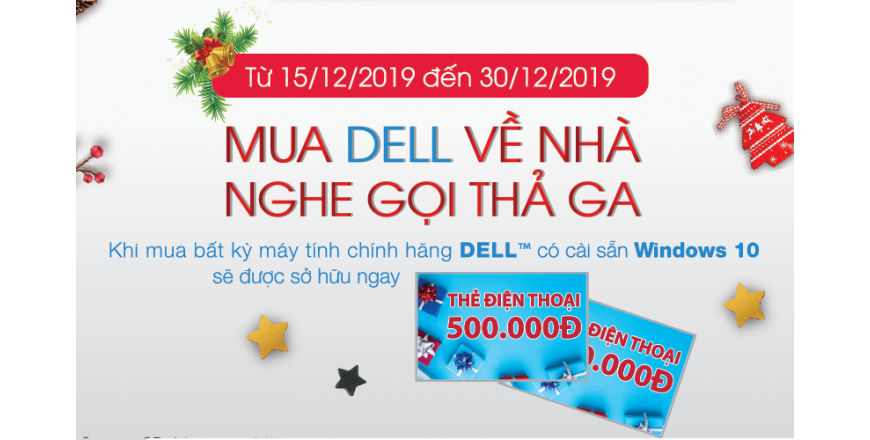 Từ 15/12/2019 đến 30/12/2019
MUA DELL VỀ NHÀ
NGHE GỌI THẢ GA
Khi mua bất kỳ máy tính chính hãng DELL™ có cài sẵn Windows 10
sẽ được sở hữu ngay
THẺ ĐIỆN THOẠI
500.000Đ
ĐIỆN THOẠI
0.000Đ